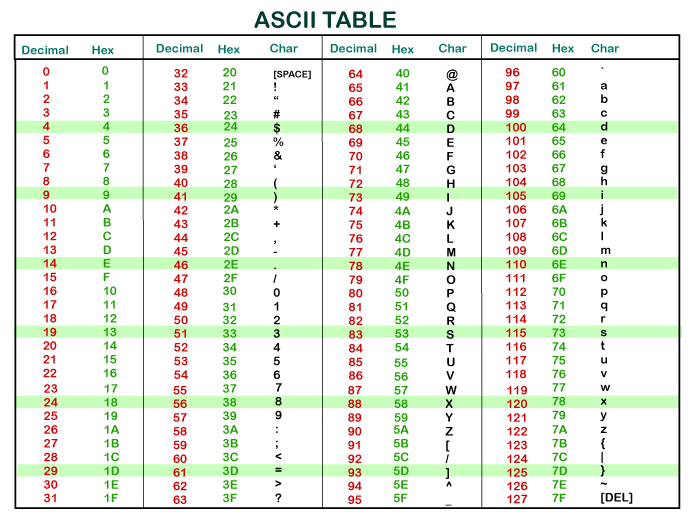 ASCII TABLE
Decimal Hex Decimal Hex Char Decimal Hex Char Decimal Hex Char
0 0 32 20 [SPACE] 64 40 @ 96 60 `
1 1 33 21 ! 65 41 A 97 61 a
2 2 34 22 “ 66 42 B 98 62 b
3 3 35 23 # 67 43 C 99 63 c
4 4 36 24 $ 68 44 D 100 64 d
5 5 37 25 % 69 45 E 101 65 e
6 6 38 26 & 70 46 F 102 66 f
7 7 39 27 ‘ 71 47 G 103 67 g
8 8 40 28 ( 72 48 H 104 68 h
9 9 41 29 ) 73 49 I 105 69 i
10 A 42 2A * 74 4A J 106 6A j
11 B 43 2B + 75 4B K 107 6B k
12 C 44 2C , 76 4C L 108 6C l
13 D 45 2D - 77 4D M 109 6D m
14 E 46 2E . 78 4E N 110 6E n
15 F 47 2F / 79 4F O 111 6F o
16 10 48 30 0 80 50 P 112 70 p
17 11 49 31 1 81 51 Q 113 71 q
18 12 50 32 2 82 52 R 114 72 r
19 13 51 33 3 83 53 S 115 73 s
20 14 52 34 4 84 54 T 116 74 t
21 15 53 35 5 85 55 U 117 75 u
22 16 54 36 6 86 56 V 118 76 v
23 17 55 37 7 87 57 W 119 77 w
24 18 56 38 8 88 58 X 120 78 x
25 19 57 39 9 89 59 Y 121 79 y
26 1A 58 3A : 90 5A Z 122 7A z
27 1B 59 3B ; 91 5B [ 123 7B {
28 1C 60 3C < 92 5C / 124 7C |
29 1D 61 3D = 93 5D ] 125 7D }
30 1E 62 3E > 94 5E ^ 126 7E ~
31 1F 63 3F ? 95 5F _ 127 7F [DEL]